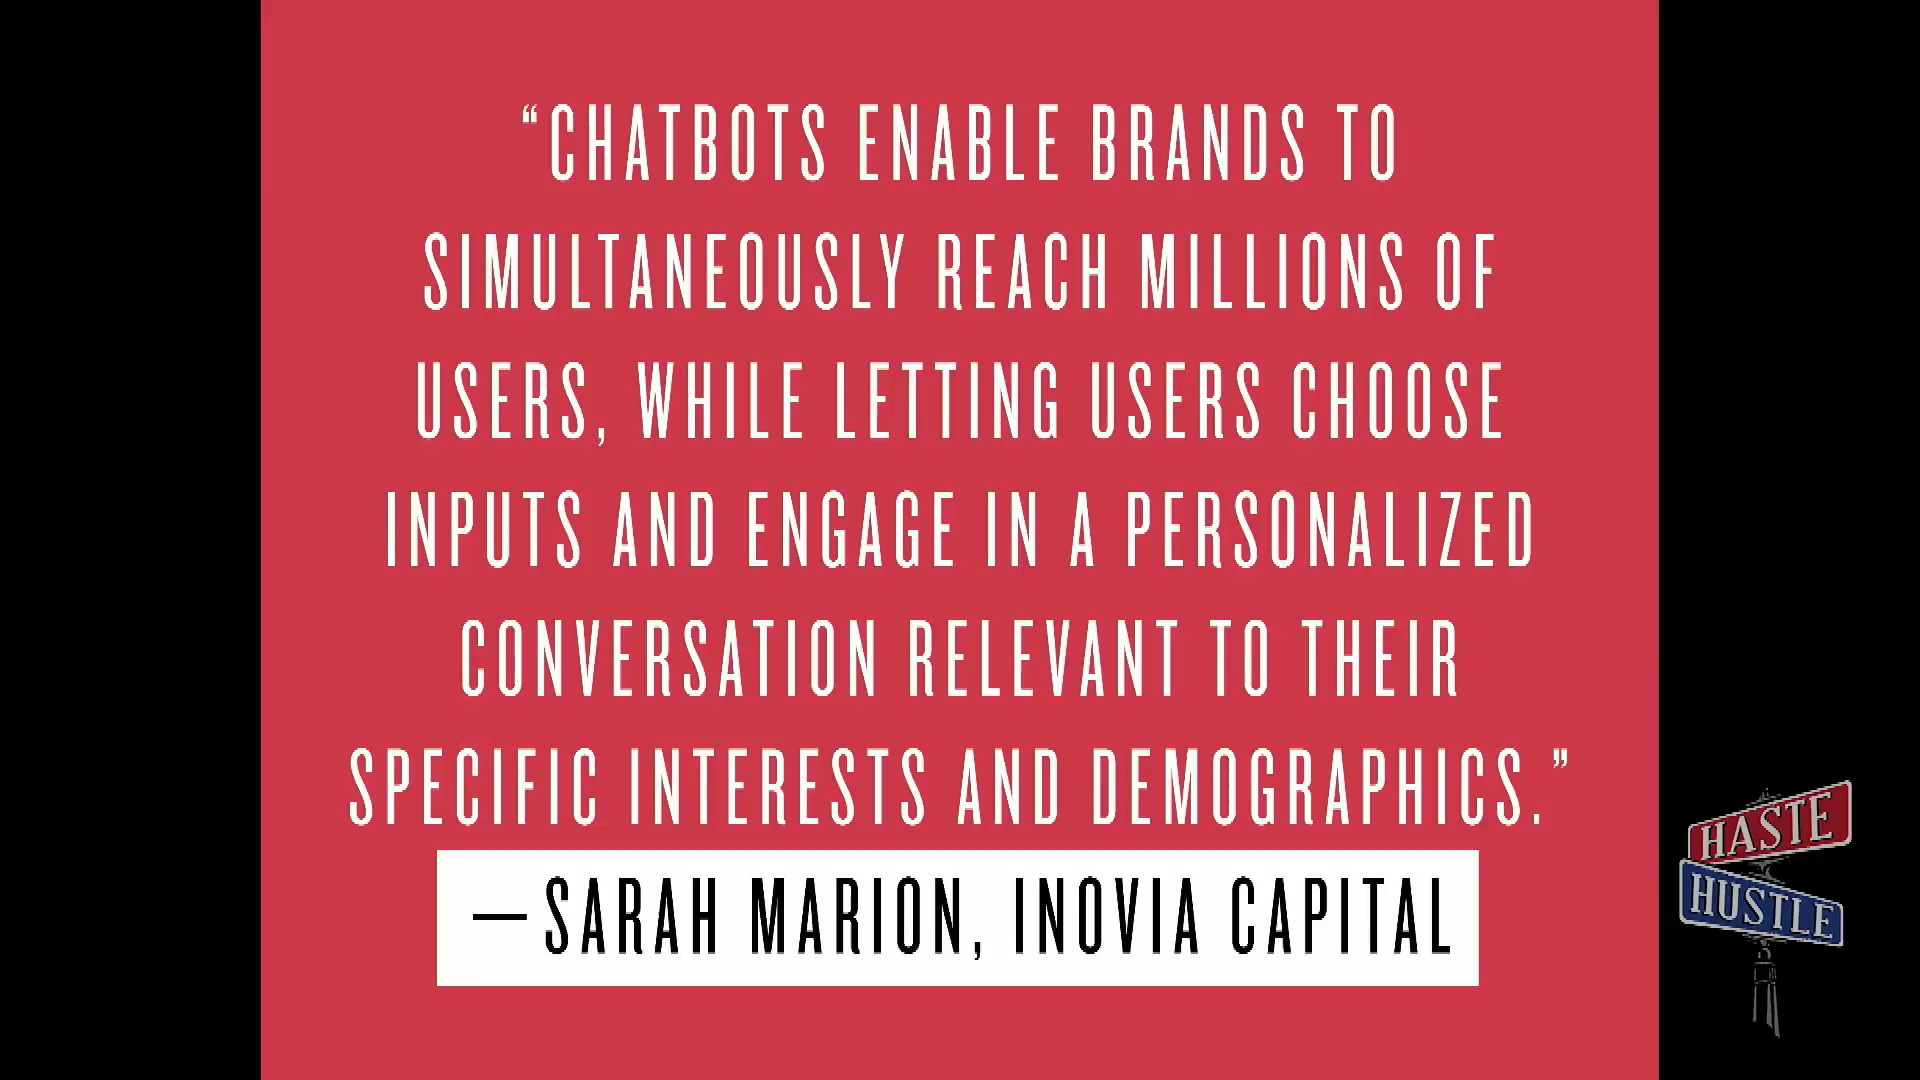 “CHATBOTS ENABLE BRANDS TO
SIMULTANEOUSLY REACH MILLIONS OF
USERS, WHILE LETTING USERS CHOOSE
INPUTS AND ENGAGE IN A PERSONALIZED
CONVERSATION RELEVANT TO THEIR
SPECIFIC INTERESTS AND DEMOGRAPHICS.”
—SARAH MARION, INOVIA CAPITAL
HASTE
HUSTLE